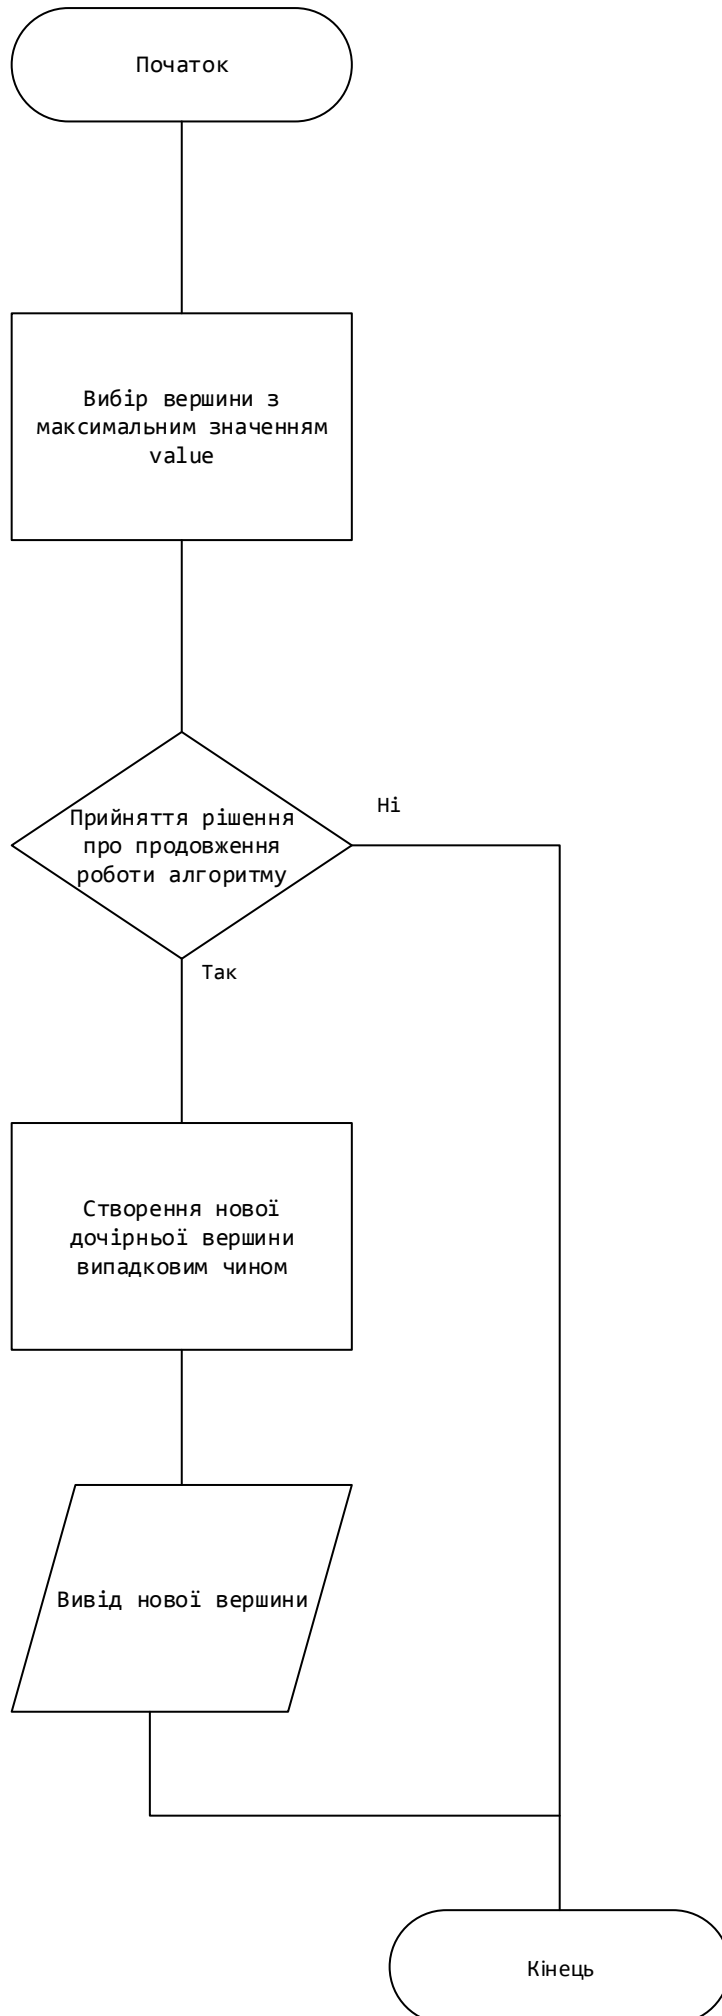 Початок
Вибір вершини з
максимальним значенням
value
Прийняття рішення
про продовження
роботи алгоритму
Ні
Так
Створення нової
дочірньої вершини
випадковим чином
Вивід нової вершини
Кінець